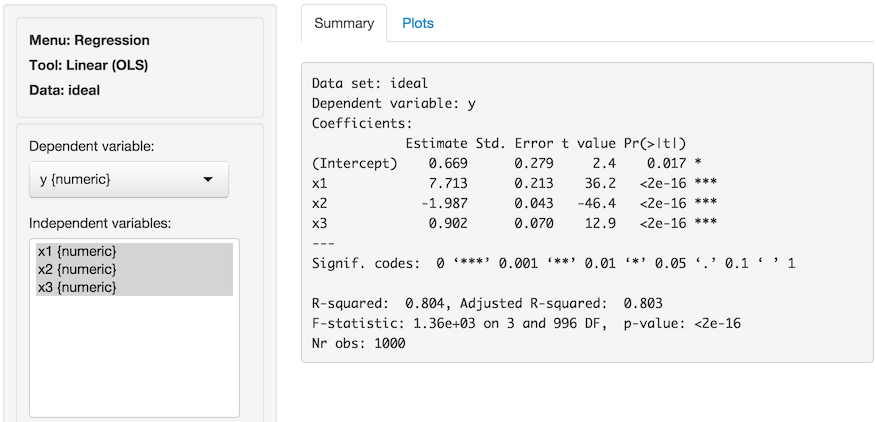 Menu: Regression
Tool: Linear (OLS)
Data: ideal
Dependent variable:
y {numeric}
Independent variables:
x1 {numeric}
x2 {numeric}
x3 {numeric}
Summary Plots
Data set: ideal
Dependent variable: y
Coefficients:
Estimate Std. Error t value Pr(>|t|)
(Intercept) 0.669 0.279 2.4 0.017 *
x1 7.713 0.213 36.2 <2e-16 ***
x2 -1.987 0.043 -46.4 <2e-16 ***
x3 0.902 0.070 12.9 <2e-16 ***
---
Signif. codes: 0 ‘***’ 0.001 ‘**’ 0.01 ‘*’ 0.05 ‘.’ 0.1 ‘ ’ 1
R-squared: 0.804, Adjusted R-squared: 0.803
F-statistic: 1.36e+03 on 3 and 996 DF, p-value: <2e-16
Nr obs: 1000